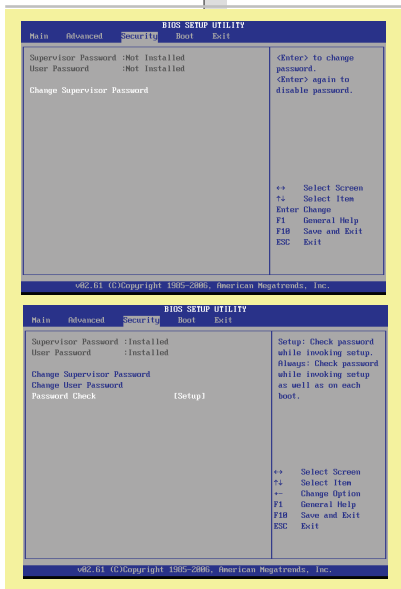 BIOS SETUP UTILITY
Main Advanced Security Boot Exit
Supervisor Password :Not Installed
User Password :Not Installed
Change Supervisor Password
<Enter> to change
password.
<Enter> again to
disable password.
↔ Select Screen
↑↓ Select Item
Enter Change
F1 General Help
F10 Save and Exit
ESC Exit
v02.61 (C)Copyright 1985-2006, American Megatrends, Inc.
BIOS SETUP UTILITY
Main Advanced Security Boot Exit
Supervisor Password :Installed
User Password :Installed
Change Supervisor Password
Change User Password
Password Check [Setup]
Setup: Check password
while invoking setup.
Always: Check password
while invoking setup
as well as on each
boot.
↔ Select Screen
↑↓ Select Item
+- Change Option
F1 General Help
F10 Save and Exit
ESC Exit
v02.61 (C)Copyright 1985-2006, American Megatrends, Inc.